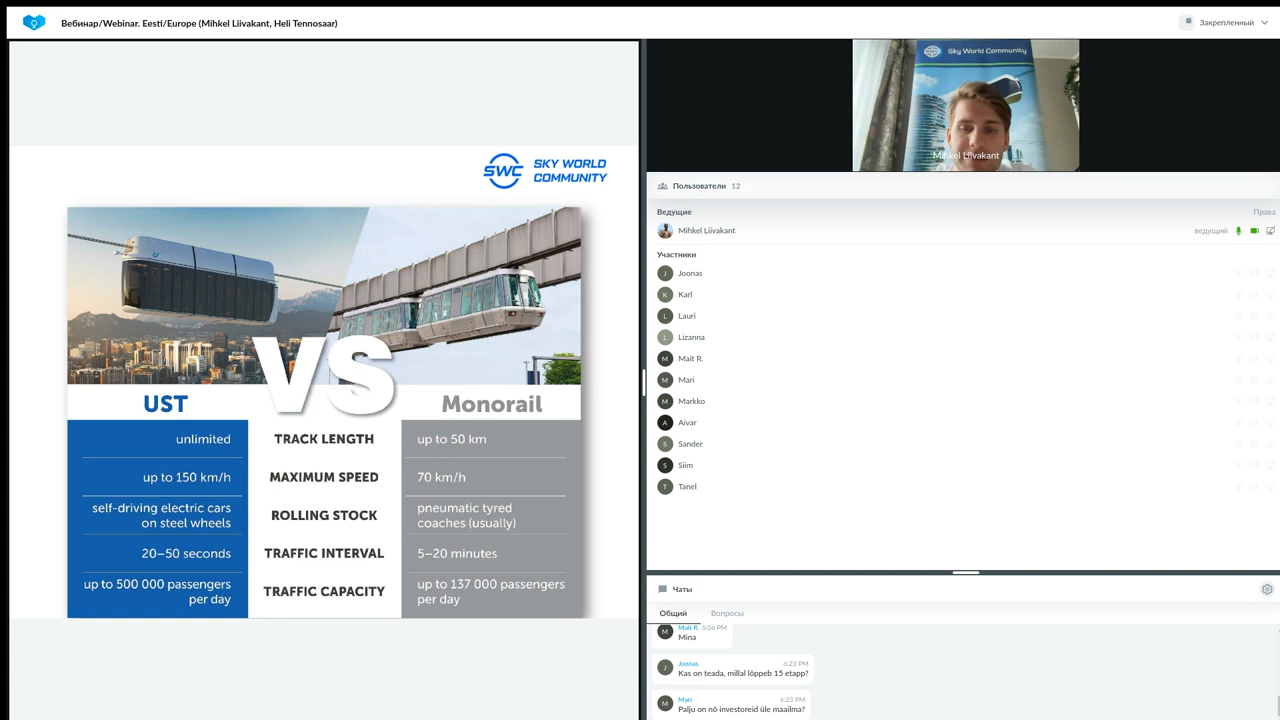 Вебинар/Webinar. Eesti/Europe (Mihkel Liivakant, Heli Tennosaar)
Закрепленный
SWC SKY WORLD
COMMUNITY
VS
UST
Monorail
unlimited TRACK LENGTH up to 50 km
up to 150 km/h MAXIMUM SPEED 70 km/h
self-driving electric cars
on steel wheels
ROLLING STOCK
pneumatic tyred
coaches (usually)
20–50 seconds TRAFFIC INTERVAL 5–20 minutes
up to 500 000 passengers
per day
TRAFFIC CAPACITY
up to 137 000 passengers
per day
Sky World Community
Mihkel Liivakant
Пользователи 12
Ведущие Права
Mihkel Liivakant ведущий
Участники
J Joonas
K Karl
L Lauri
L Lizanna
M Mait R.
M Mari
M Markko
A Aivar
S Sander
S Siim
T Tanel
Чаты
Общий Вопросы
M Mait R. 6:06 PM
Mina
J Joonas 6:23 PM
Kas on teada, millal lõppeb 15 etapp?
M Mari 6:23 PM
Palju on nö investoreid üle maailma?